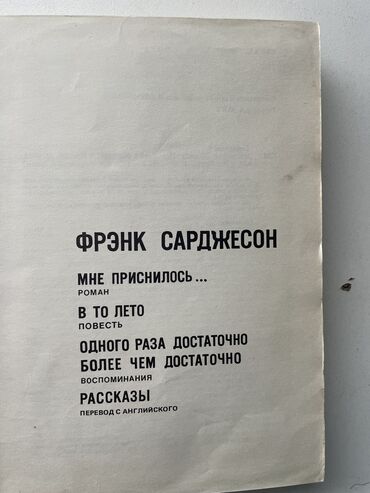 ФРЭНК САРДЖЕСОН
МНЕ ПРИСНИЛОСЬ...
РОМАН
В ТО ЛЕТО
ПОВЕСТЬ
ОДНОГО РАЗА ДОСТАТОЧНО
БОЛЕЕ ЧЕМ ДОСТАТОЧНО
ВОСПОМИНАНИЯ
РАССКАЗЫ
ПЕРЕВОД С АНГЛИЙСКОГО